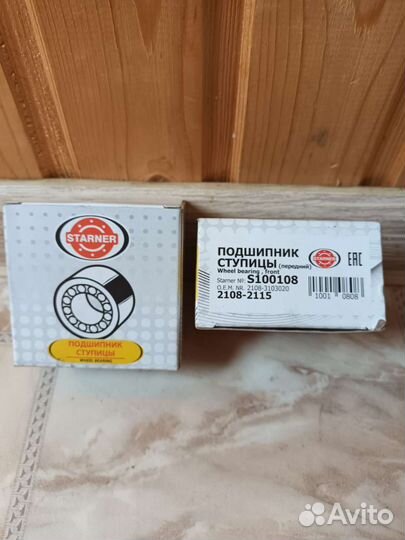 STARNER
ПОДШИПНИК
СТУПИЦЫ
WHEEL BEARING
ПОДШИПНИК
СТУПИЦЫ (передний)
Wheel bearing , front
Starner №: S100108
O.E.M. NR. 2108-3103020
2108-2115
STARNER
EAC
1001 0808
Avito